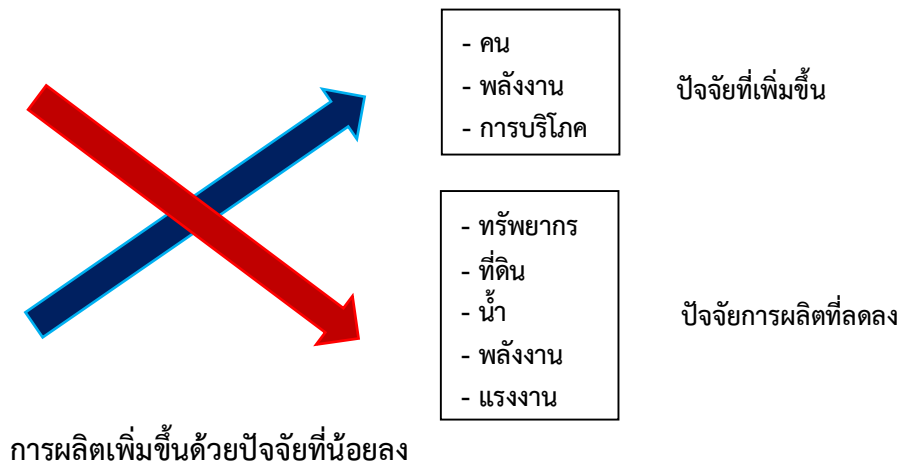 - คน
- พลังงาน
- การบริโภค
ปัจจัยที่เพิ่มขึ้น
- ทรัพยากร
- ที่ดิน
- น้ำ
- พลังงาน
- แรงงาน
ปัจจัยการผลิตที่ลดลง
การผลิตเพิ่มขึ้นด้วยปัจจัยที่น้อยลง